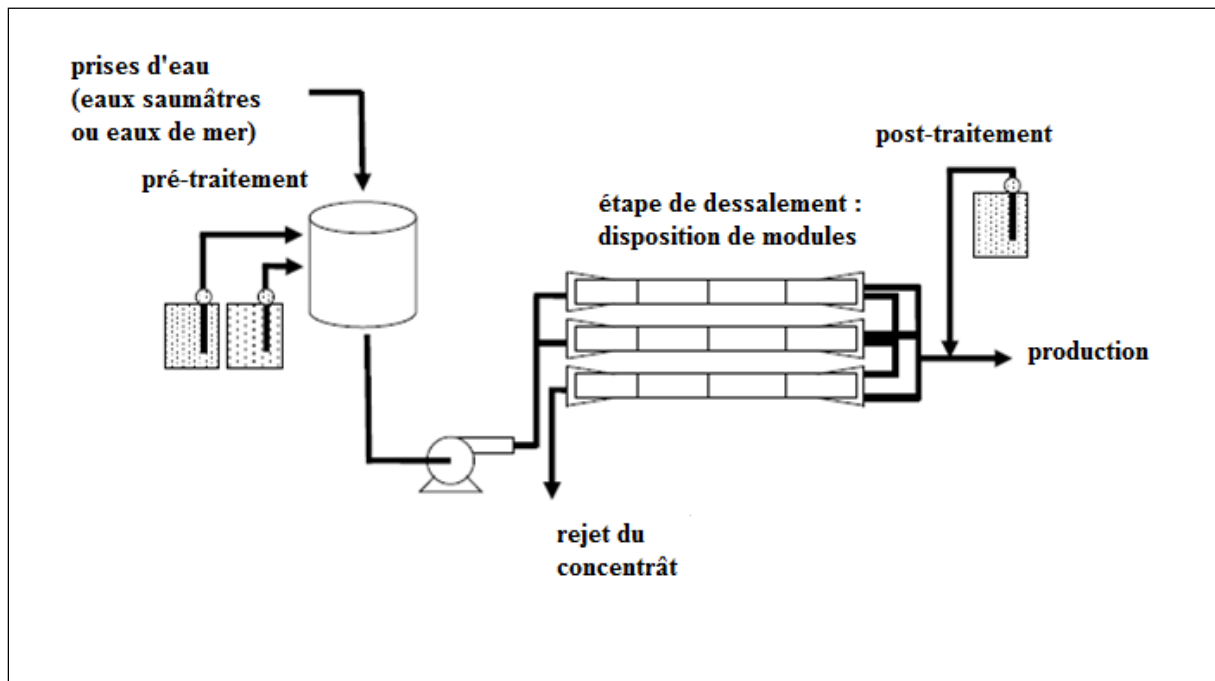 prises d'eau
(eaux saumâtres
ou eaux de mer)
pré-traitement
post-traitement
étape de dessalement :
disposition de modules
production
rejet du
concentrât